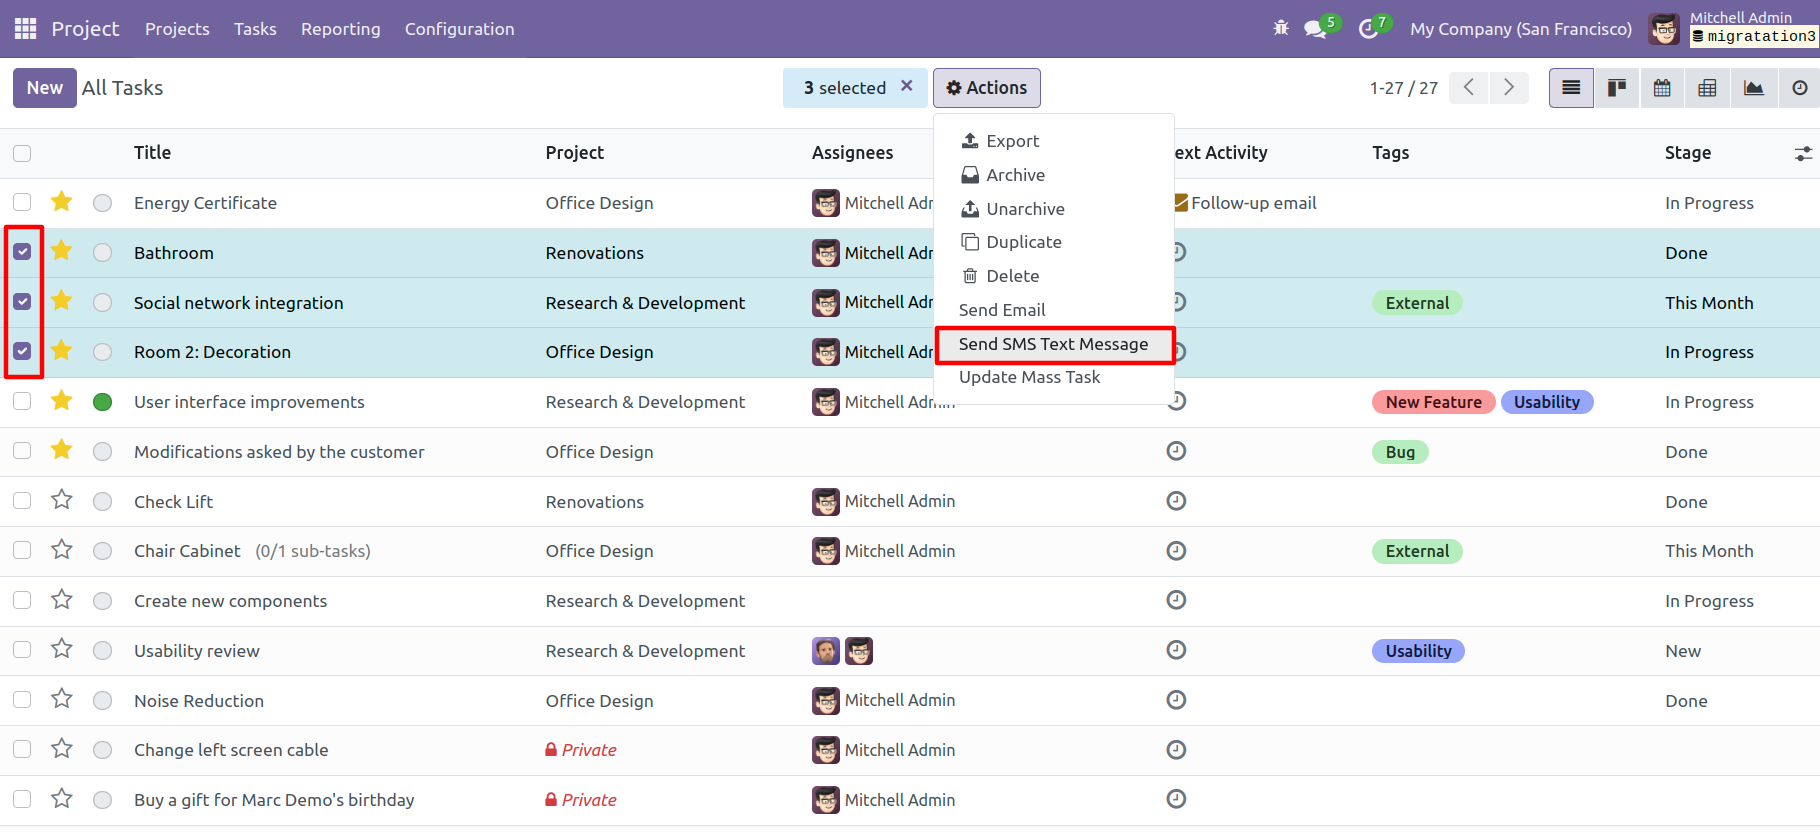 Project Projects Tasks Reporting Configuration 5 7 My Company (San Francisco) Mitchell Admin
migratation3
New All Tasks 3 selected × Actions 1-27 / 27
Export
Archive
Unarchive
Duplicate
Delete
Send Email
Send SMS Text Message
Update Mass Task
Title Project Assignees ext Activity Tags Stage
Energy Certificate Office Design Mitchell Adr Follow-up email In Progress
Bathroom Renovations Mitchell Adr Done
Social network integration Research & Development Mitchell Adr External This Month
Room 2: Decoration Office Design Mitchell Adr In Progress
User interface improvements Research & Development Mitchell Admin New Feature Usability In Progress
Modifications asked by the customer Office Design Bug Done
Check Lift Renovations Mitchell Admin Done
Chair Cabinet (0/1 sub-tasks) Office Design Mitchell Admin External This Month
Create new components Research & Development In Progress
Usability review Research & Development Usability New
Noise Reduction Office Design Mitchell Admin Done
Change left screen cable Private Mitchell Admin
Buy a gift for Marc Demo's birthday Private Mitchell Admin